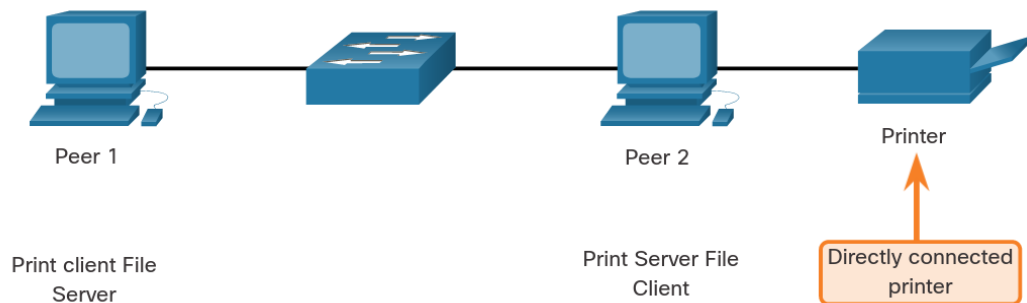 Peer 1
Peer 2
Printer
Print client File
Server
Print Server File
Client
Directly connected
printer